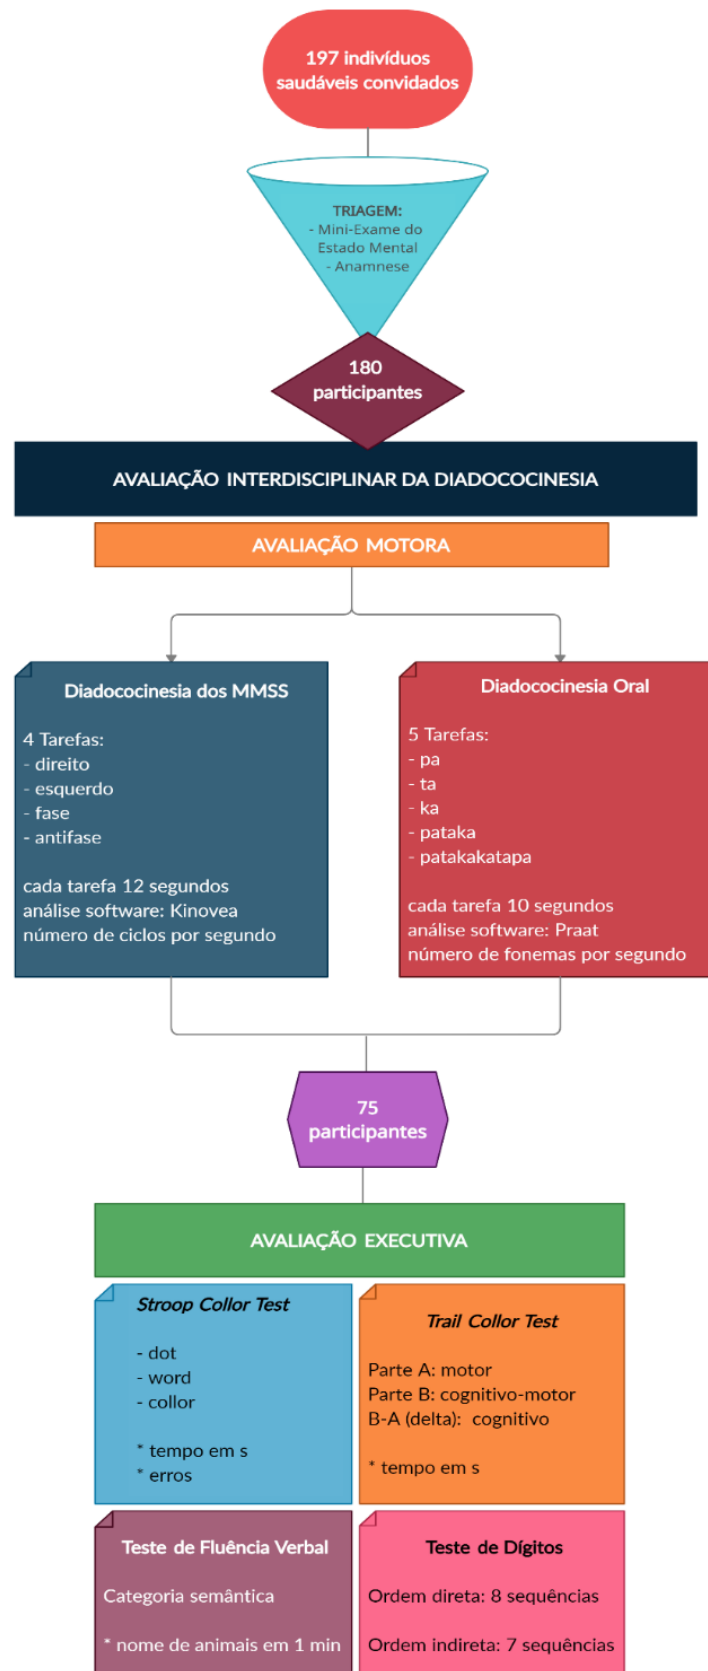 197 indivíduos
saudáveis convidados
TRIAGEM:
- Mini-Exame do
Estado Mental
- Anamnese
180
participantes
AVALIAÇÃO INTERDISCIPLINAR DA DIADOCOCINESIA
AVALIAÇÃO MOTORA
Diadococinesia dos MMSS
4 Tarefas:
- direito
- esquerdo
- fase
- antifase
cada tarefa 12 segundos
análise software: Kinovea
número de ciclos por segundo
Diadococinesia Oral
5 Tarefas:
- pa
- ta
- ka
- pataka
- patakakatapa
cada tarefa 10 segundos
análise software: Praat
número de fonemas por segundo
75
participantes
AVALIAÇÃO EXECUTIVA
Stroop Collor Test
- dot
- word
- collor
* tempo em s
* erros
Trail Collor Test
Parte A: motor
Parte B: cognitivo-motor
B-A (delta): cognitivo
* tempo em s
Teste de Fluência Verbal
Categoria semântica
* nome de animais em 1 min
Teste de Dígitos
Ordem direta: 8 sequências
Ordem indireta: 7 sequências